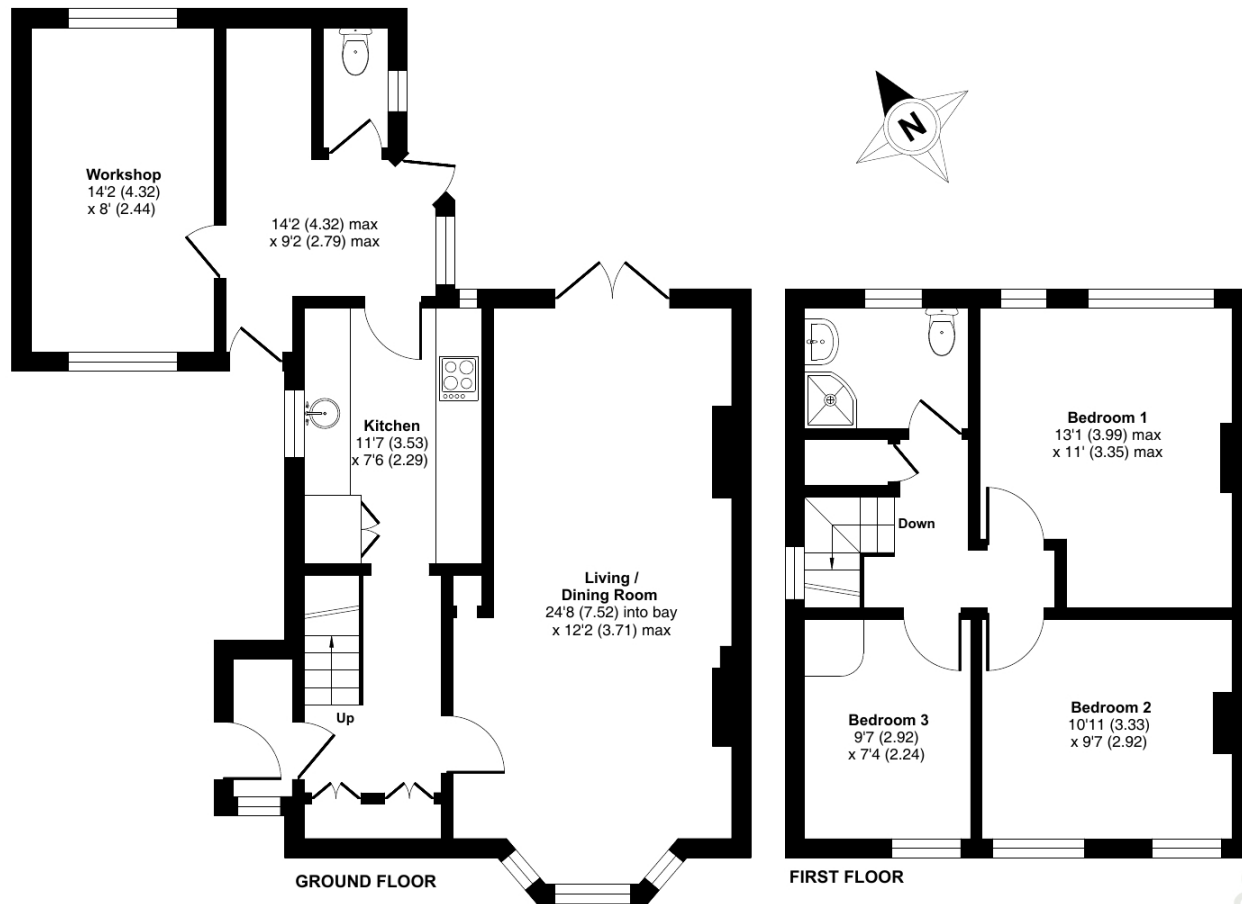 N
Workshop
14'2 (4.32)
x 8' (2.44)
14'2 (4.32) max
x 9'2 (2.79) max
Kitchen
11'7 (3.53)
x 7'6 (2.29)
Living /
Dining Room
24'8 (7.52) into bay
x 12'2 (3.71) max
Up
GROUND FLOOR
Bedroom 1
13'1 (3.99) max
x 11' (3.35) max
Down
Bedroom 3
9'7 (2.92)
x 7'4 (2.24)
Bedroom 2
10'11 (3.33)
x 9'7 (2.92)
FIRST FLOOR